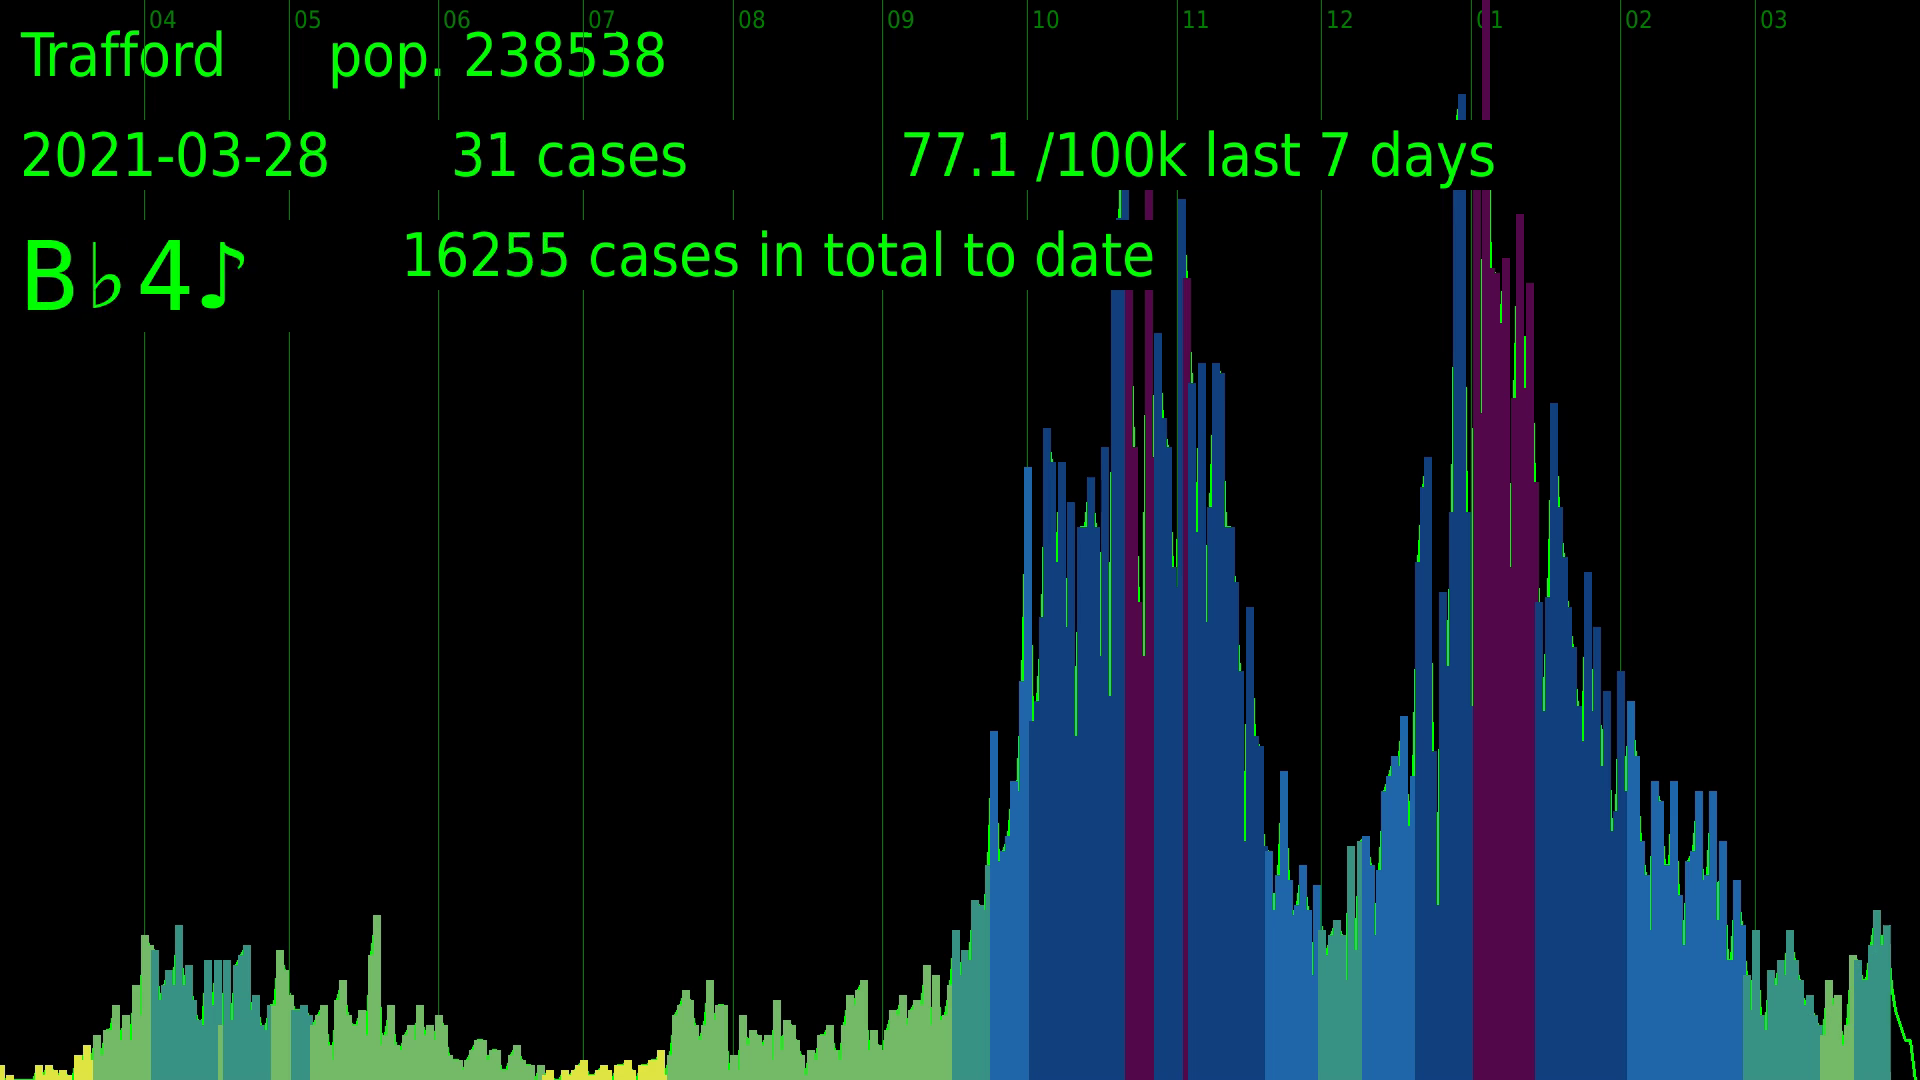 04 05 06 07 08 09 10 11 12 01 02 03
Trafford pop. 238538
2021-03-28 31 cases 77.1 /100k last 7 days
B♭4♪ 16255 cases in total to date